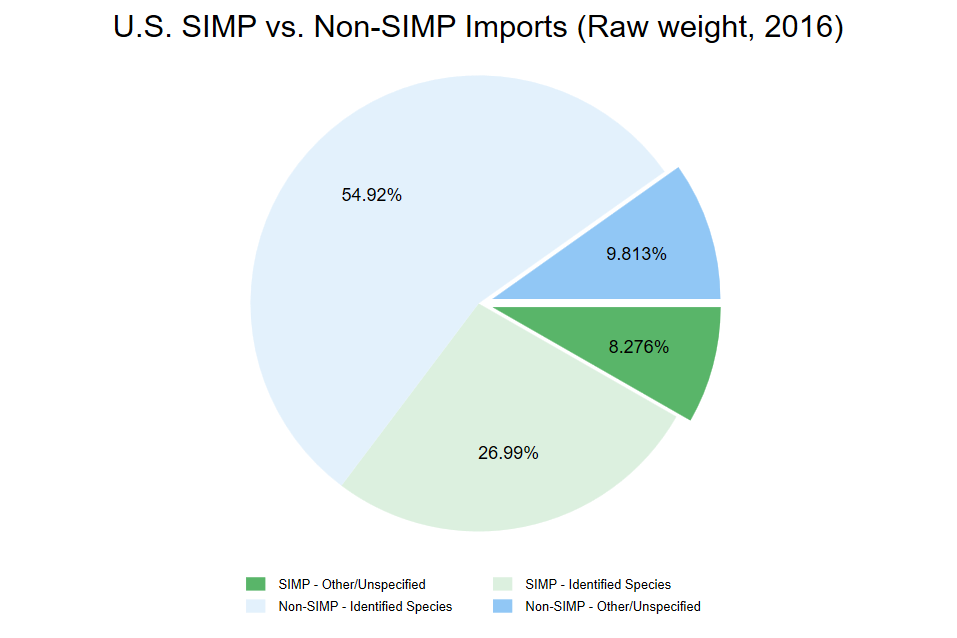 U.S. SIMP vs. Non-SIMP Imports (Raw weight, 2016)
54.92%
9.813%
8.276%
26.99%
SIMP - Other/Unspecified
SIMP - Identified Species
Non-SIMP - Identified Species
Non-SIMP - Other/Unspecified